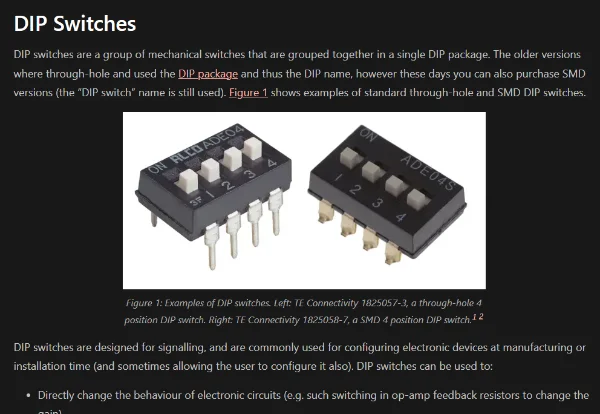 DIP Switches
DIP switches are a group of mechanical switches that are grouped together in a single DIP package. The older versions
where through-hole and used the DIP package and thus the DIP name, however these days you can also purchase SMD
versions (the “DIP switch” name is still used). Figure 1 shows examples of standard through-hole and SMD DIP switches.
ON ALCO ADE04
1 2 3 4
3F
ON ADE04S
1 2 3 4
Figure 1: Examples of DIP switches. Left: TE Connectivity 1825057-3, a through-hole 4
position DIP switch. Right: TE Connectivity 1825058-7, a SMD 4 position DIP switch.1 2
DIP switches are designed for signalling, and are commonly used for configuring electronic devices at manufacturing or
installation time (and sometimes allowing the user to configure it also). DIP switches can be used to:
• Directly change the behaviour of electronic circuits (e.g. such switching in op-amp feedback resistors to change the
gain)